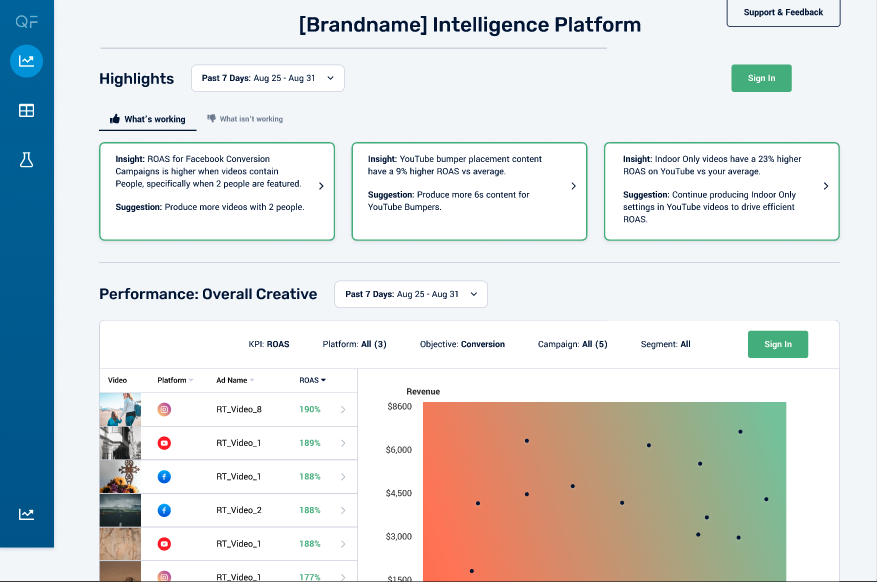 QF
[Brandname] Intelligence Platform
Support & Feedback
Highlights
Past 7 Days: Aug 25 - Aug 31
Sign In
What's working
What isn't working
Insight: ROAS for Facebook Conversion
Campaigns is higher when videos contain
People, specifically when 2 people are featured.
Suggestion: Produce more videos with 2 people.
Insight: YouTube bumper placement content
have a 9% higher ROAS vs average.
Suggestion: Produce more 6s content for
YouTube Bumpers.
Insight: Indoor Only videos have a 23% higher
ROAS on YouTube vs your average.
Suggestion: Continue producing Indoor Only
settings in YouTube videos to drive efficient
ROAS.
Performance: Overall Creative
Past 7 Days: Aug 25 - Aug 31
KPI: ROAS
Platform: All (3)
Objective: Conversion
Campaign: All (5)
Segment: All
Sign In
Video
Platform
Ad Name
ROAS
RT_Video_8
190%
RT_Video_1
189%
RT_Video_1
188%
RT_Video_2
188%
RT_Video_1
188%
RT_Video_1
177%
Revenue
$8600
$6,000
$4,500
$3,000
$1500